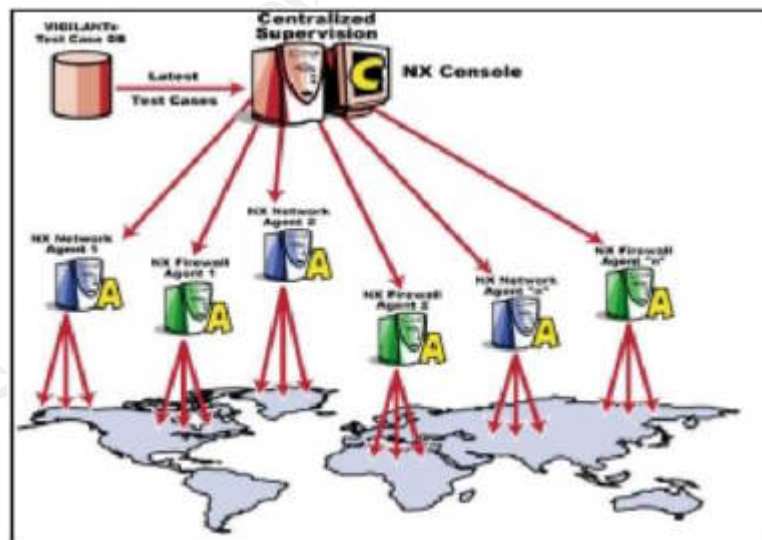 VIGILANTe
Test Case DB
Latest
Test Cases
Centralized
Supervision
C
NX Console
NX Network
Agent 1
A
NX Firewall
Agent 1
A
NX Network
Agent 2
A
NX Firewall
Agent 2
A
NX Network
Agent "n"
A
NX Firewall
Agent "n"
A